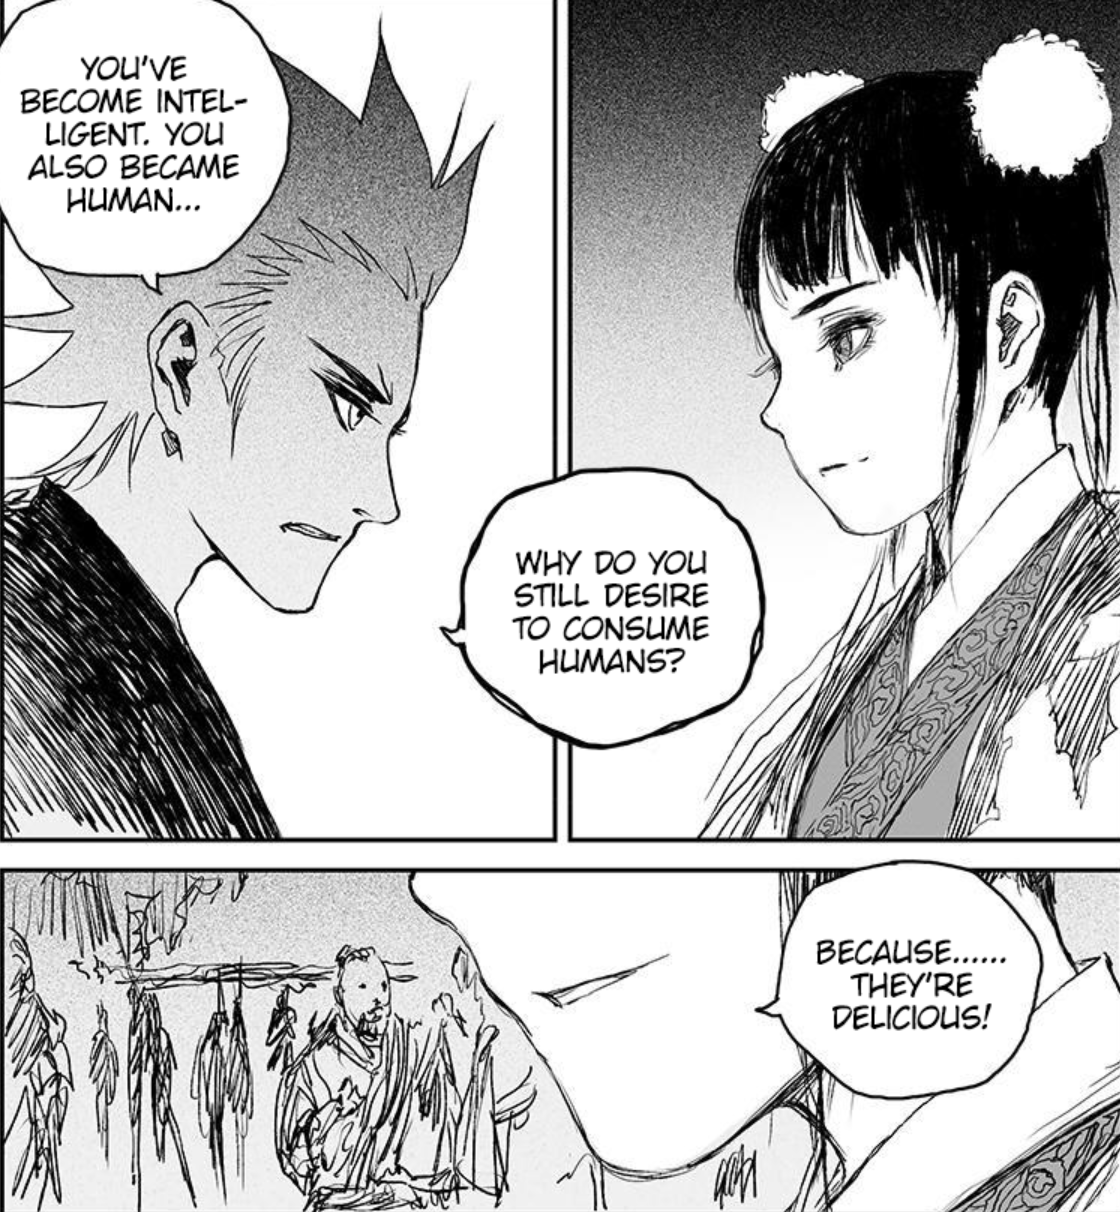 YOU'VE
BECOME INTEL-
LIGENT. YOU
ALSO BECAME
HUMAN...
WHY DO YOU
STILL DESIRE
TO CONSUME
HUMANS?
BECAUSE......
THEY'RE
DELICIOUS!